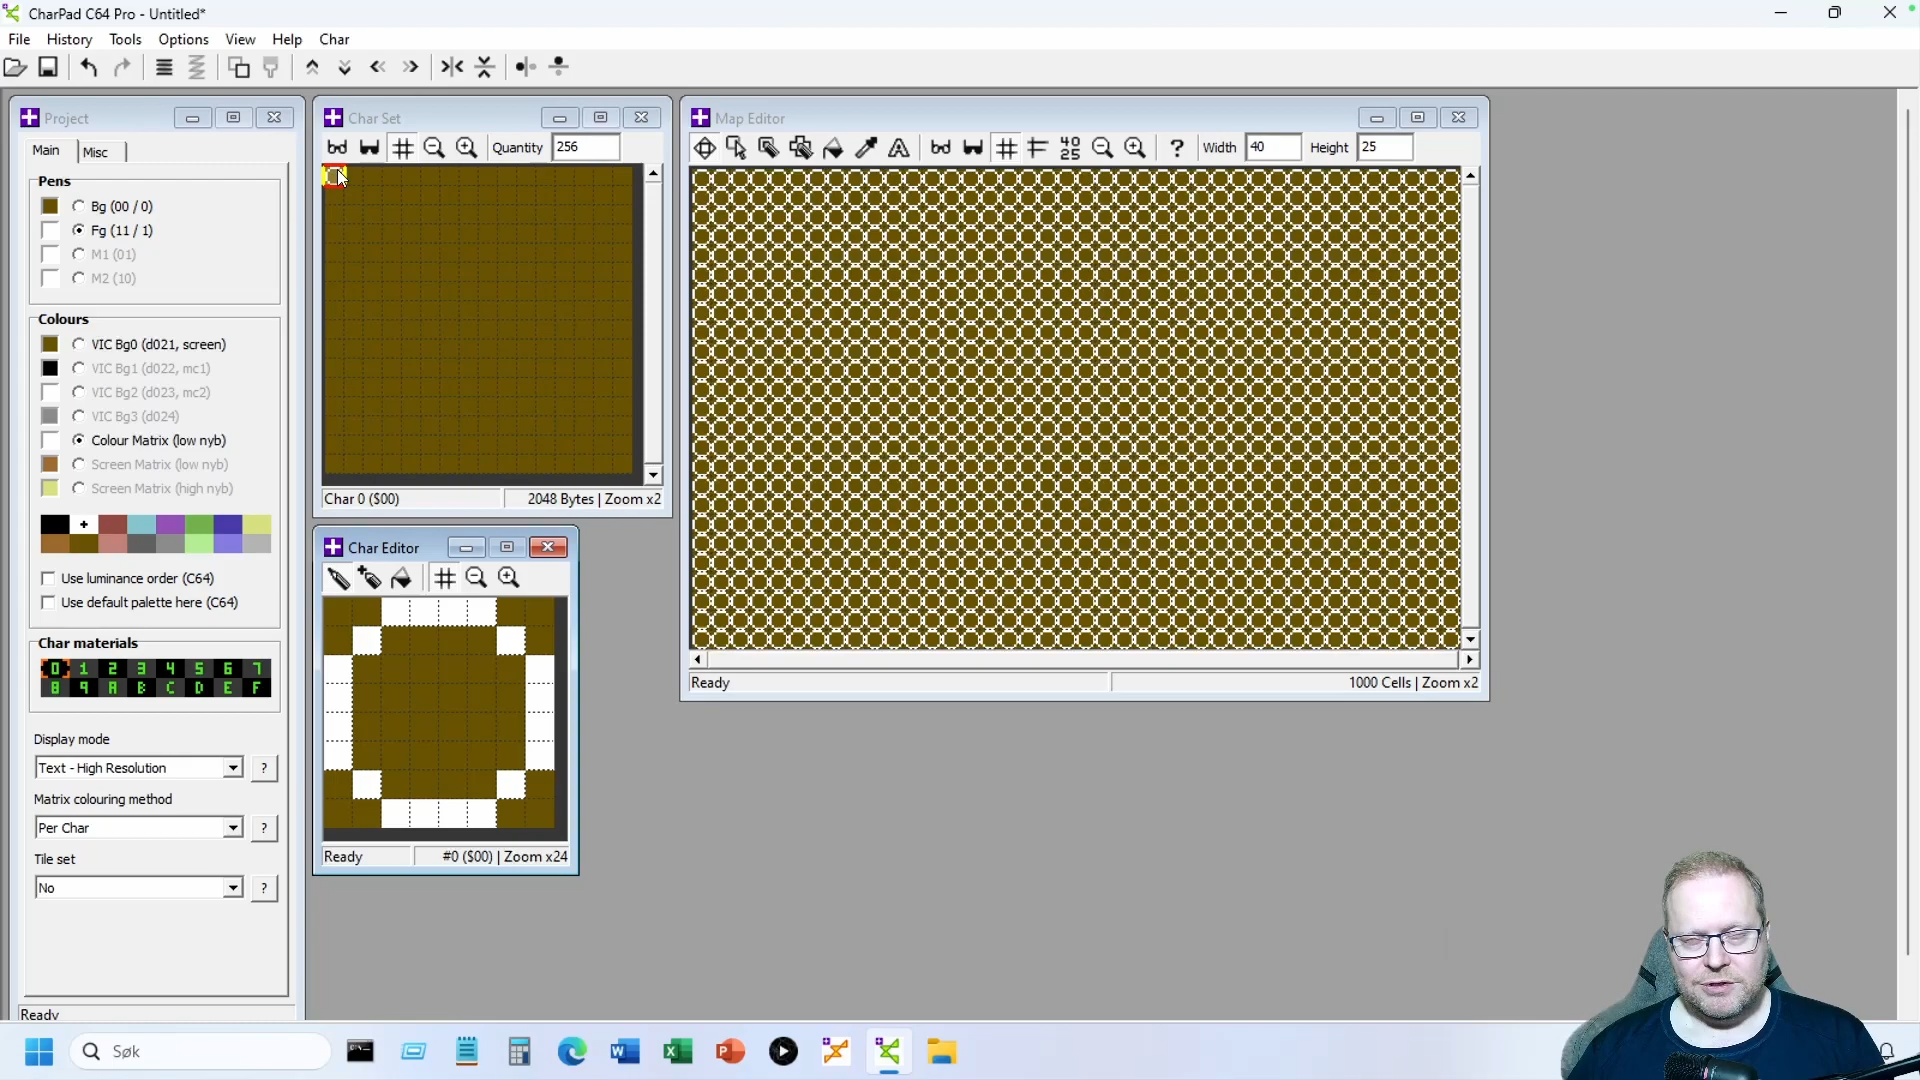 CharPad C64 Pro - Untitled*
File History Tools Options View Help Char
Project
Main Misc
Pens
Bg (00 / 0)
Fg (11 / 1)
M1 (01)
M2 (10)
Colours
VIC Bg0 (d021, screen)
VIC Bg1 (d022, mc1)
VIC Bg2 (d023, mc2)
VIC Bg3 (d024)
Colour Matrix (low nyb)
Screen Matrix (low nyb)
Screen Matrix (high nyb)
Use luminance order (C64)
Use default palette here (C64)
Char materials
0 1 2 3 4 5 6 7
8 9 A B C D E F
Display mode
Text - High Resolution ?
Matrix colouring method
Per Char ?
Tile set
No ?
Ready
Char Set
Quantity 256
Char 0 ($00) 2048 Bytes | Zoom x2
Char Editor
Ready #0 ($00) | Zoom x24
Map Editor
40
25
? Width 40 Height 25
Ready 1000 Cells | Zoom x2
Søk